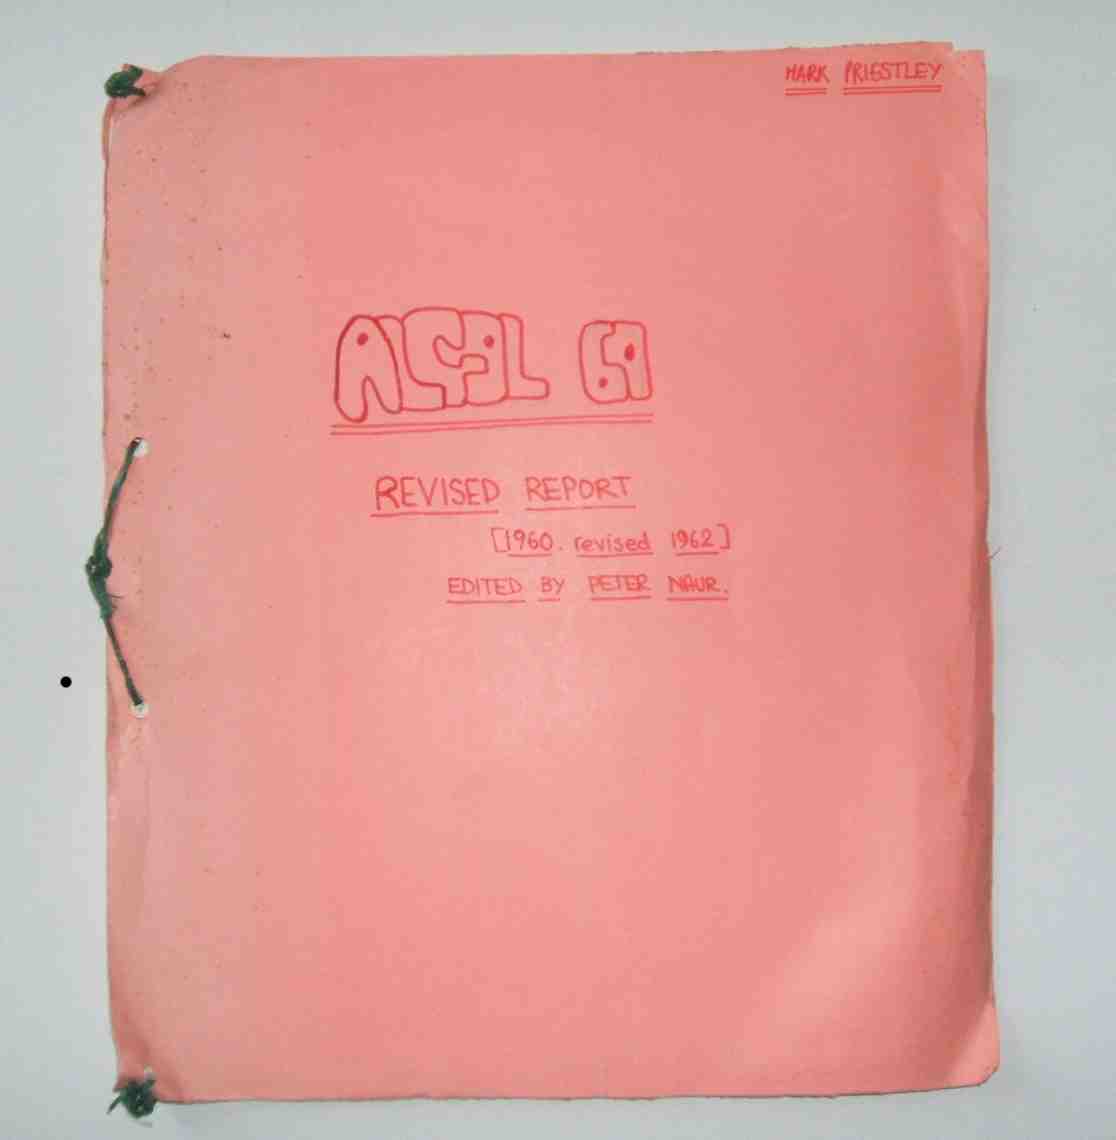 MARK PRIESTLEY
ALGOL 60
REVISED REPORT
[1960. revised 1962]
EDITED BY PETER NAUR.